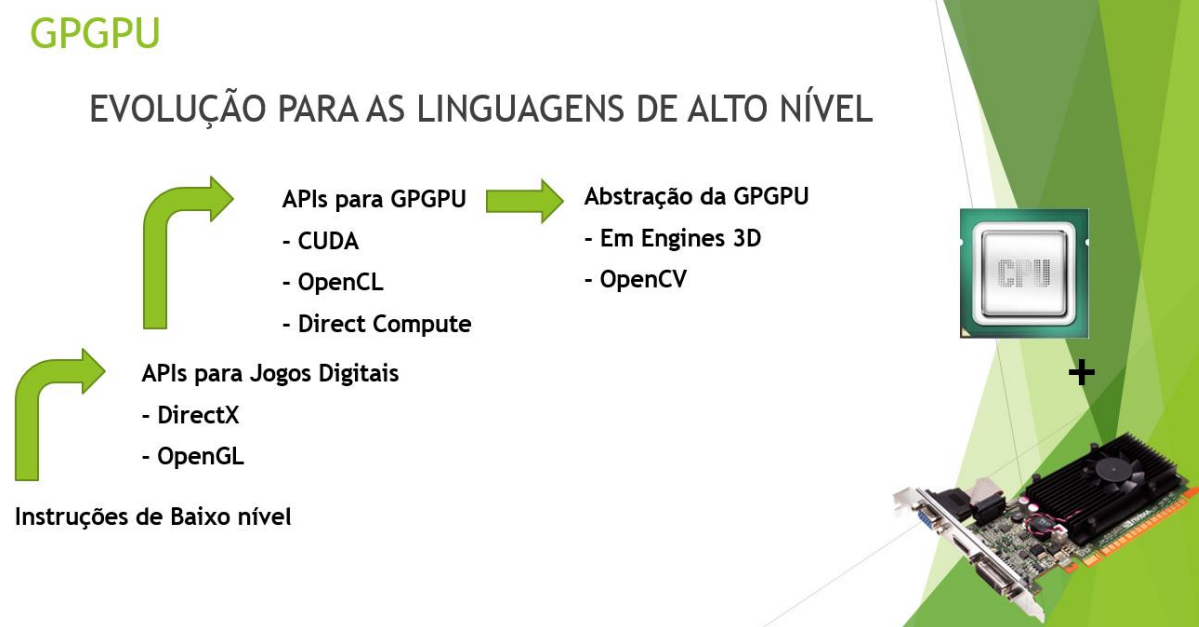 GPGPU
EVOLUÇÃO PARA AS LINGUAGENS DE ALTO NÍVEL
APIs para GPGPU
- CUDA
- OpenCL
- Direct Compute
Abstração da GPGPU
- Em Engines 3D
- OpenCV
APIs para Jogos Digitais
- DirectX
- OpenGL
Instruções de Baixo nível
CPU
+